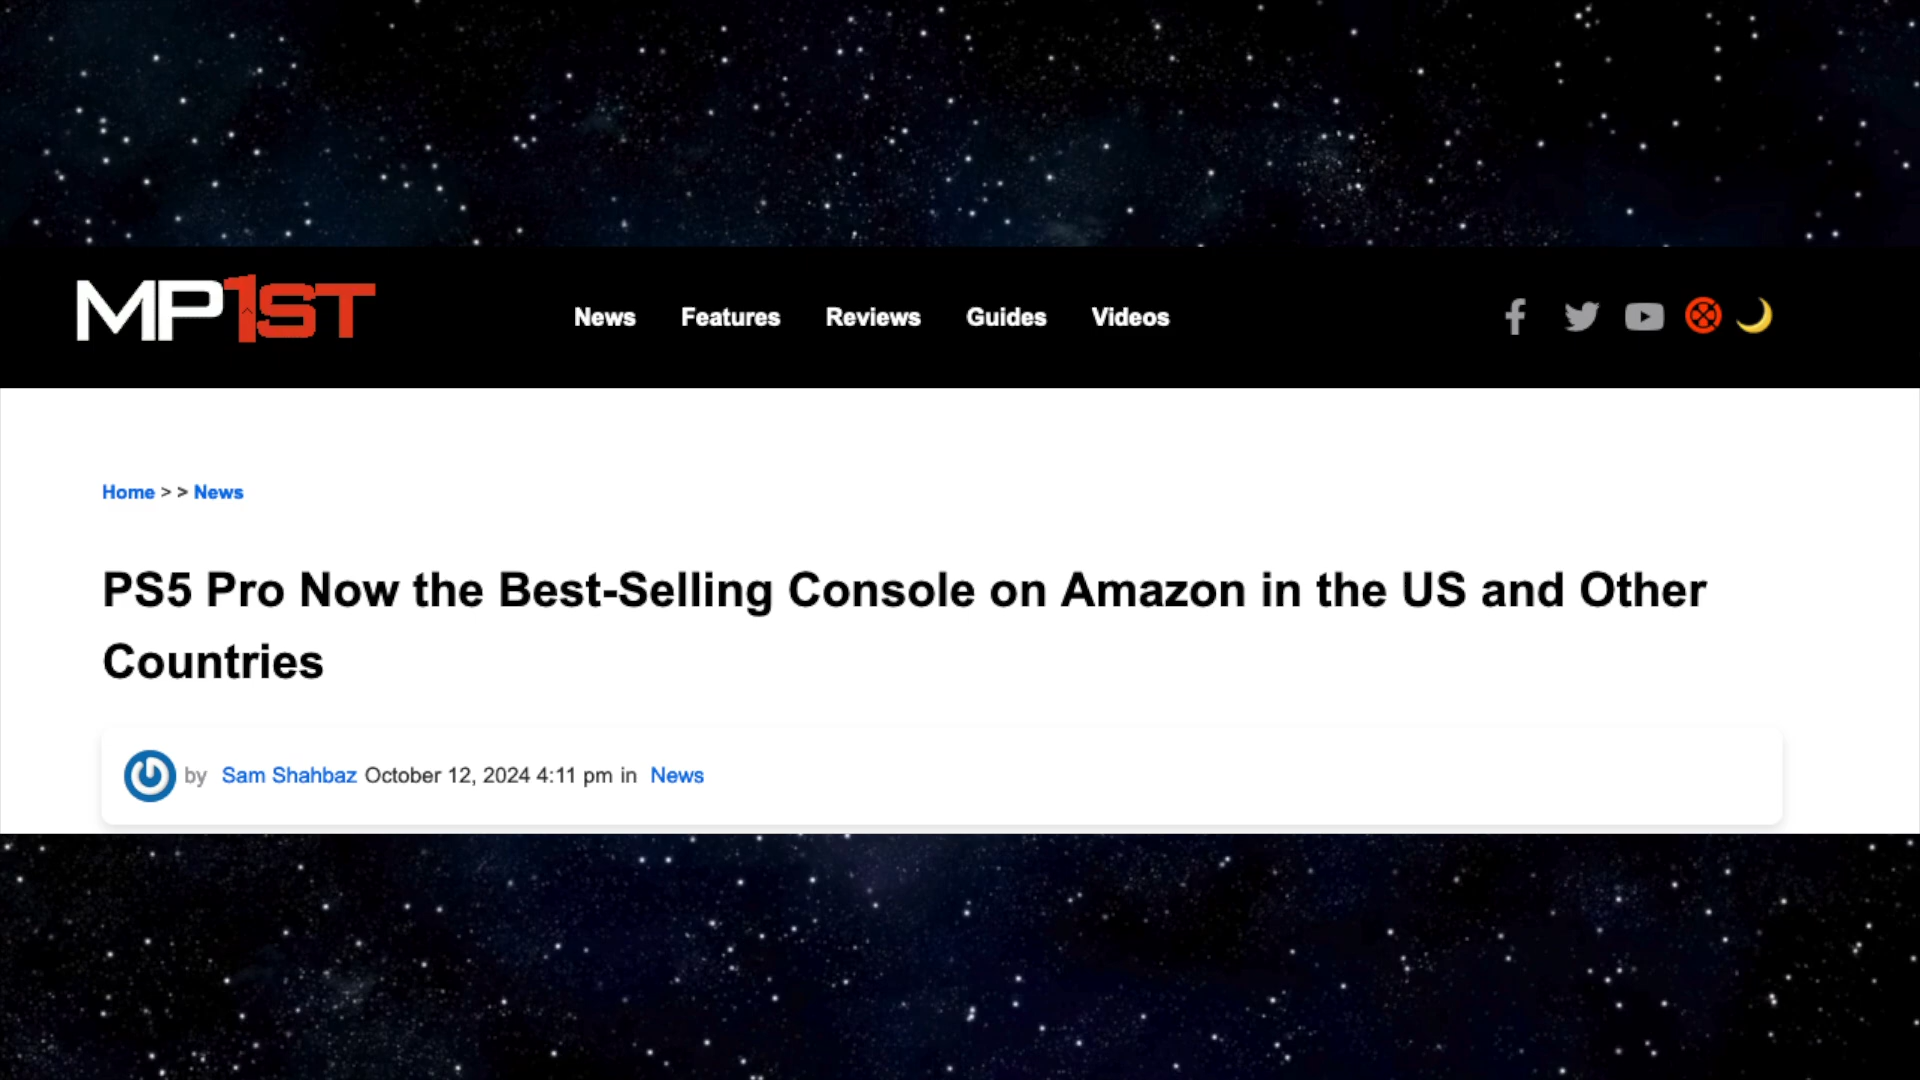 MP1ST
News Features Reviews Guides Videos
Home > > News
PS5 Pro Now the Best-Selling Console on Amazon in the US and Other
Countries
by Sam Shahbaz October 12, 2024 4:11 pm in News